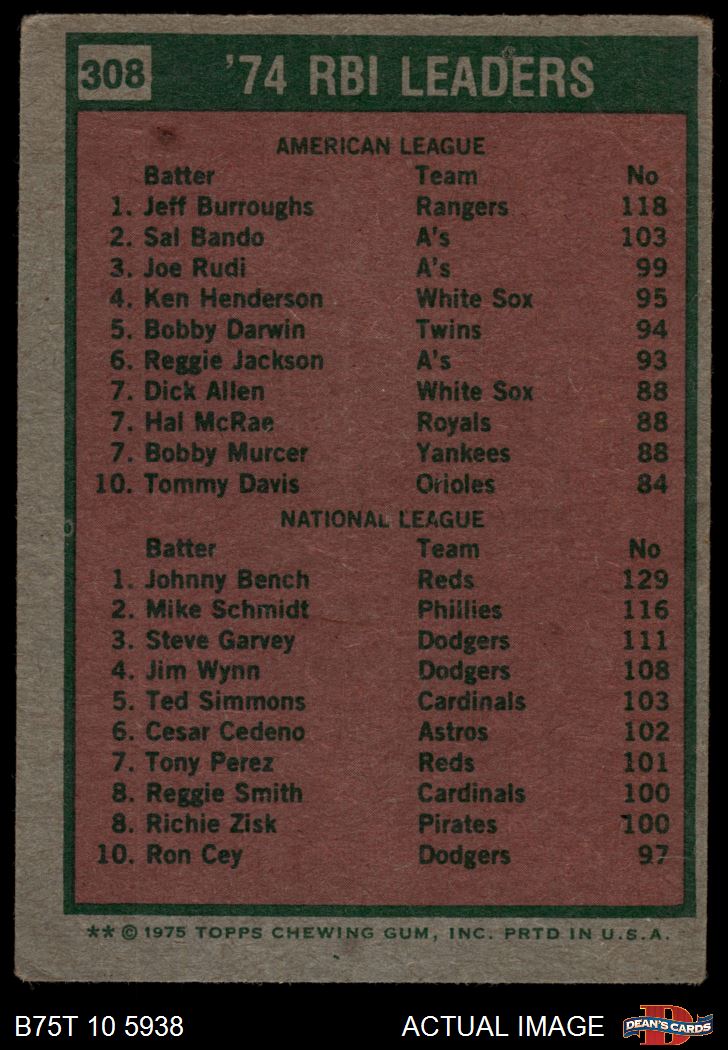 308 '74 RBI LEADERS
AMERICAN LEAGUE
Batter Team No
1. Jeff Burroughs Rangers 118
2. Sal Bando A's 103
3. Joe Rudi A's 99
4. Ken Henderson White Sox 95
5. Bobby Darwin Twins 94
6. Reggie Jackson A's 93
7. Dick Allen White Sox 88
7. Hal McRae Royals 88
7. Bobby Murcer Yankees 88
10. Tommy Davis Orioles 84
NATIONAL LEAGUE
Batter Team No
1. Johnny Bench Reds 129
2. Mike Schmidt Phillies 116
3. Steve Garvey Dodgers 111
4. Jim Wynn Dodgers 108
5. Ted Simmons Cardinals 103
6. Cesar Cedeno Astros 102
7. Tony Perez Reds 101
8. Reggie Smith Cardinals 100
8. Richie Zisk Pirates 100
10. Ron Cey Dodgers 97
** © 1975 TOPPS CHEWING GUM, INC. PRTD IN U.S.A.
B75T 10 5938 ACTUAL IMAGE D DEAN'S CARDS